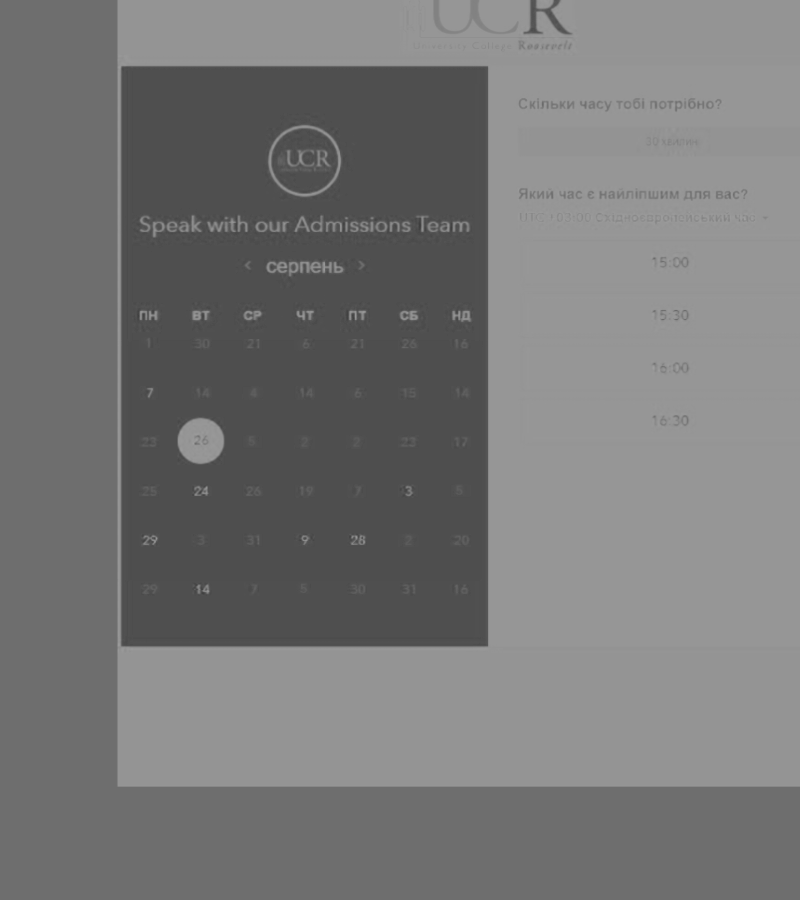 UCR
University College Roosevelt
UCR
Speak with our Admissions Team
< серпень >
ПН ВТ СР ЧТ ПТ СБ НД
1 30 21 6 21 26 16
7 14 4 14 6 15 14
22 26 5 2 2 23 17
25 24 26 19 7 3 5
29 3 31 9 28 2 20
29 14 7 5 30 31 16
Скільки часу тобі потрібно?
30 хвилин
Який час є найліпшим для вас?
UTC +03:00 Східноєвропейський час
15:00
15:30
16:00
16:30